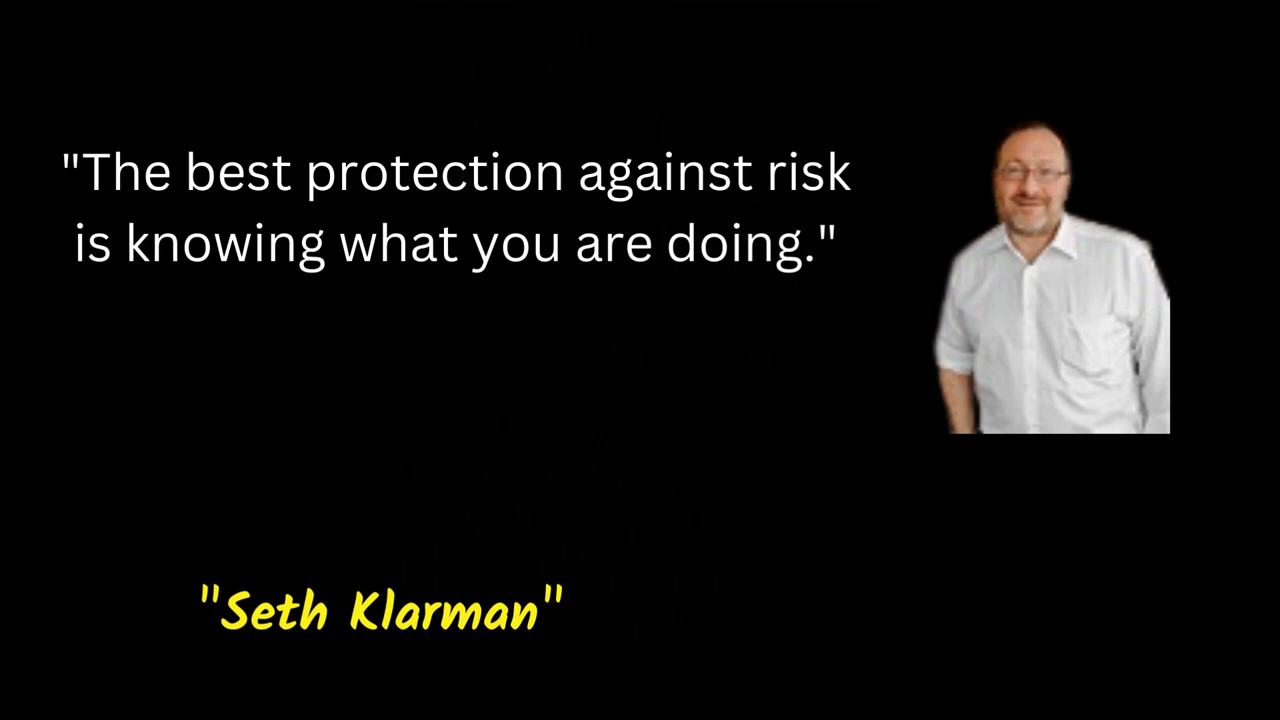 "The best protection against risk
is knowing what you are doing."
"Seth Klarman"